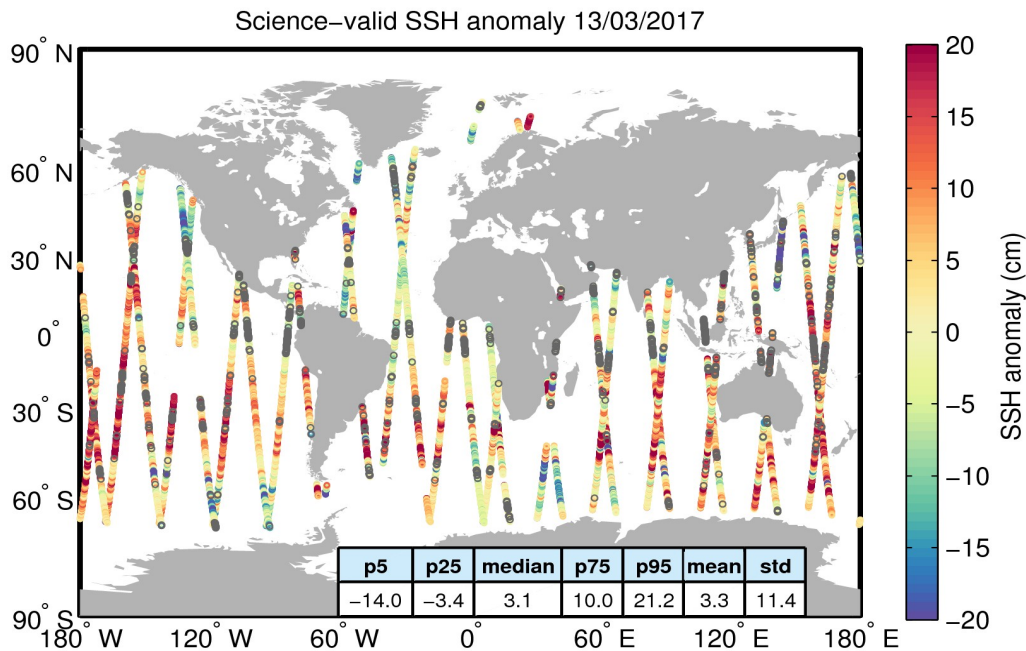 Science−valid SSH anomaly 13/03/2017
90° N
60° N
30° N
0°
30° S
60° S
90° S
180° W
120° W
60° W
0°
60° E
120° E
180° E
p5 p25 median p75 p95 mean std
−14.0 −3.4 3.1 10.0 21.2 3.3 11.4
20
15
10
5
0
−5
−10
−15
−20
SSH anomaly (cm)